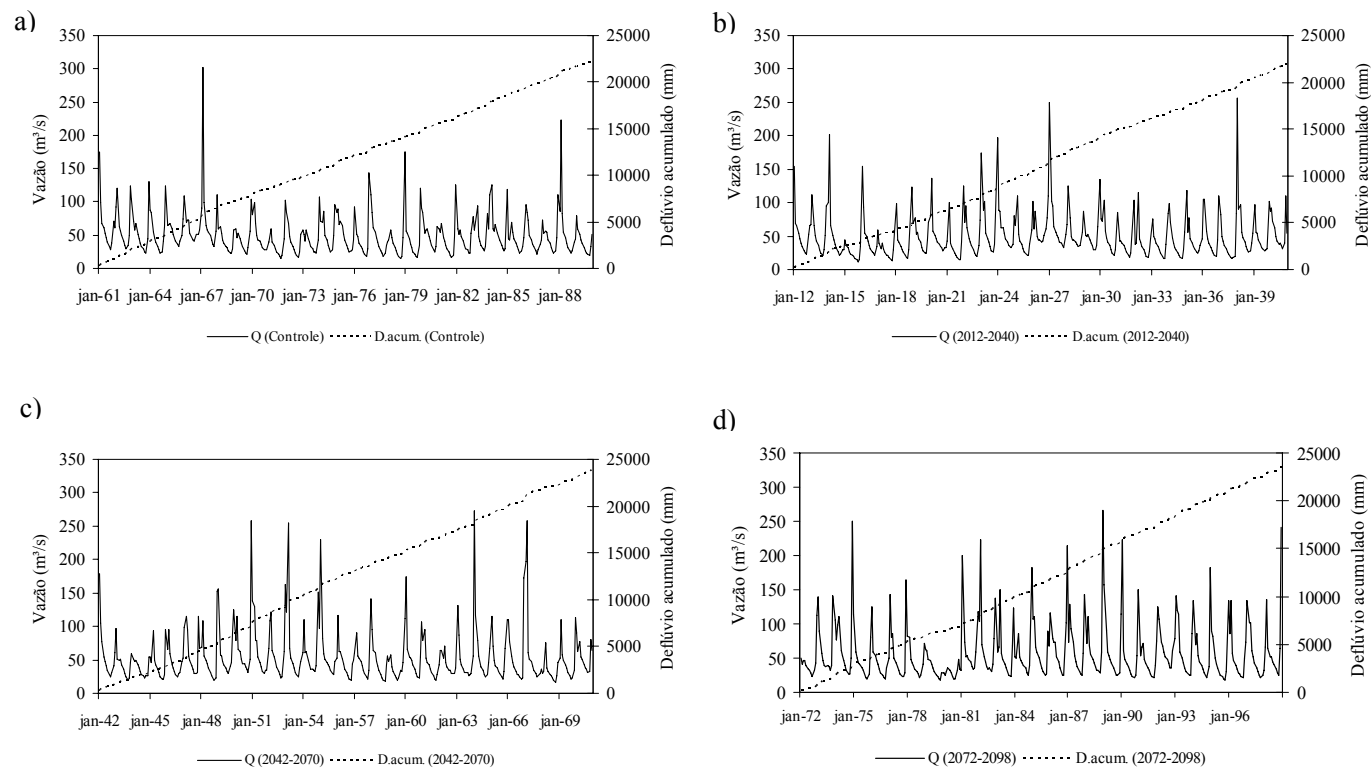 a)
350
300
250
200
150
100
50
0
Vazão (m³/s)
25000
20000
15000
10000
5000
0
Deflúvio acumulado (mm)
jan-61 jan-64 jan-67 jan-70 jan-73 jan-76 jan-79 jan-82 jan-85 jan-88
Q (Controle) D.acum. (Controle)
b)
350
300
250
200
150
100
50
0
Vazão (m³/s)
25000
20000
15000
10000
5000
0
Deflúvio acumulado (mm)
jan-12 jan-15 jan-18 jan-21 jan-24 jan-27 jan-30 jan-33 jan-36 jan-39
Q (2012-2040) D.acum. (2012-2040)
c)
350
300
250
200
150
100
50
0
Vazão (m³/s)
25000
20000
15000
10000
5000
0
Deflúvio acumulado (mm)
jan-42 jan-45 jan-48 jan-51 jan-54 jan-57 jan-60 jan-63 jan-66 jan-69
Q (2042-2070) D.acum. (2042-2070)
d)
350
300
250
200
150
100
50
0
Vazão (m³/s)
25000
20000
15000
10000
5000
0
Deflúvio acumulado (mm)
jan-72 jan-75 jan-78 jan-81 jan-84 jan-87 jan-90 jan-93 jan-96
Q (2072-2098) D.acum. (2072-2098)